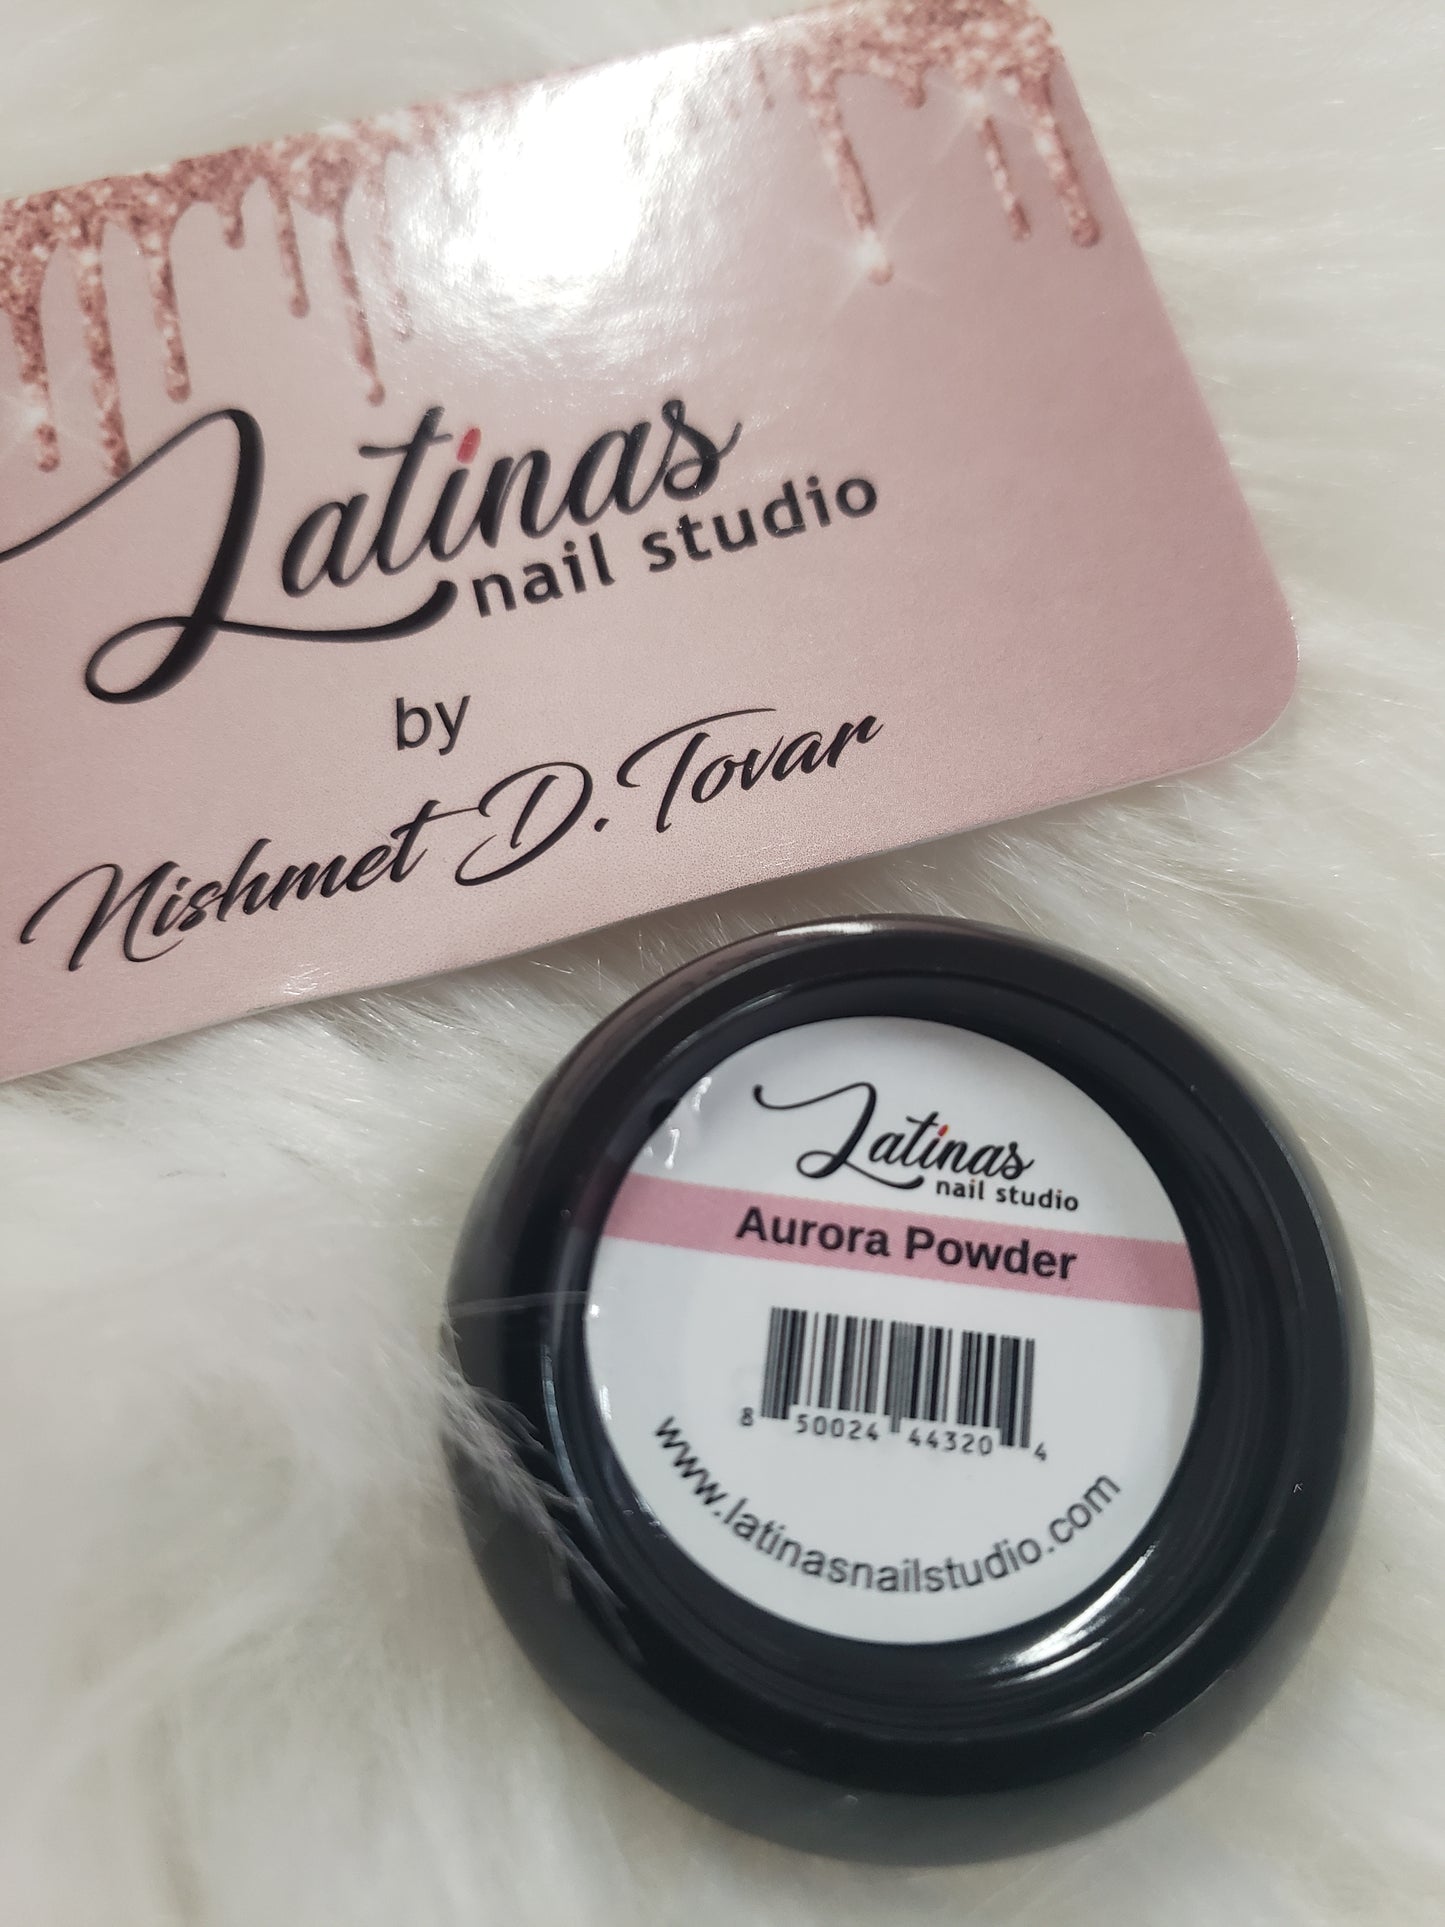 Latinas
nail studio
by
Nishmet D. Tovar
Latinas
nail studio
Aurora Powder
8 50024 44320 4
www.latinasnailstudio.com